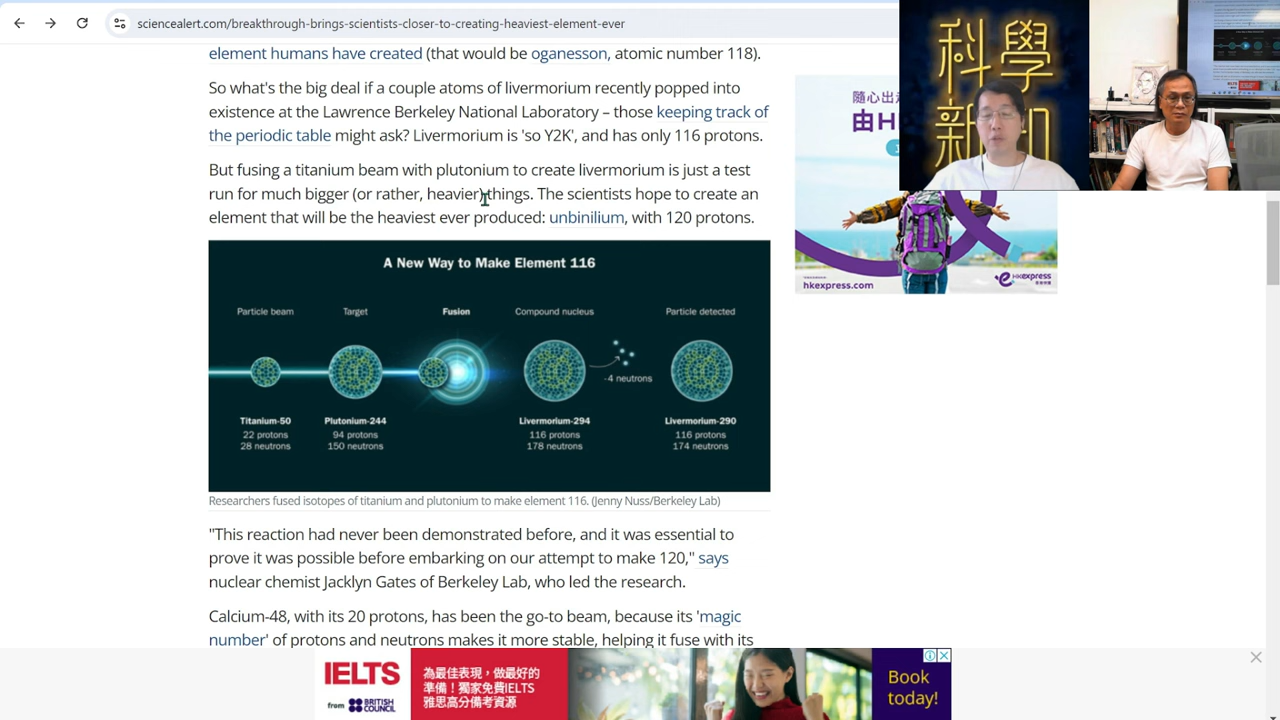 sciencealert.com/breakthrough-brings-scientists-closer-to-creating-heaviest-element-ever
element humans have created (that would be oganesson, atomic number 118).
So what's the big deal if a couple atoms of livermorium recently popped into
existence at the Lawrence Berkeley National Laboratory – those keeping track of
the periodic table might ask? Livermorium is 'so Y2K', and has only 116 protons.
But fusing a titanium beam with plutonium to create livermorium is just a test
run for much bigger (or rather, heavier) things. The scientists hope to create an
element that will be the heaviest ever produced: unbinilium, with 120 protons.
A New Way to Make Element 116
Particle beam
Target
Fusion
Compound nucleus
Particle detected
-4 neutrons
Titanium-50
22 protons
28 neutrons
Plutonium-244
94 protons
150 neutrons
Livermorium-294
116 protons
178 neutrons
Livermorium-290
116 protons
174 neutrons
Researchers fused isotopes of titanium and plutonium to make element 116. (Jenny Nuss/Berkeley Lab)
"This reaction had never been demonstrated before, and it was essential to
prove it was possible before embarking on our attempt to make 120," says
nuclear chemist Jacklyn Gates of Berkeley Lab, who led the research.
Calcium-48, with its 20 protons, has been the go-to beam, because its 'magic
number' of protons and neutrons makes it more stable, helping it fuse with its
科學
新知
隨心出
由H
hkexpress.com
HKexpress
IELTS
from BRITISH COUNCIL
為最佳表現，做最好的
準備！獨家免費IELTS
雅思高分備考資源
Book
today!